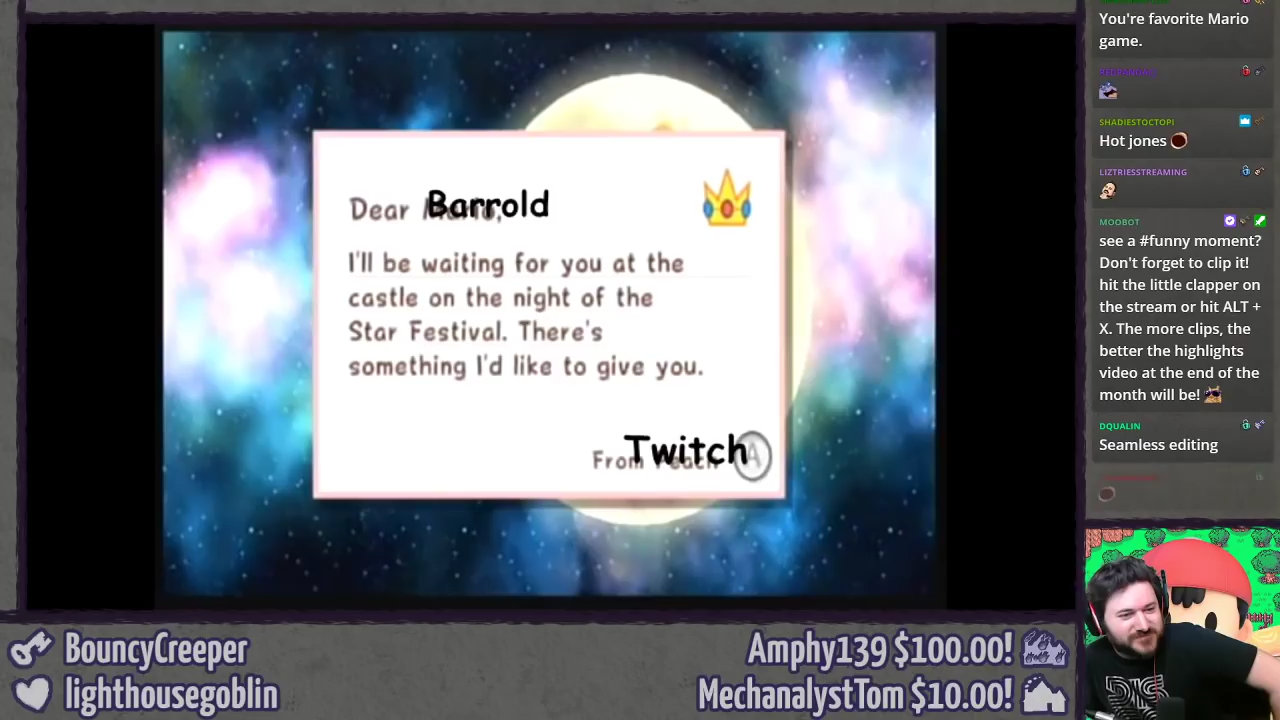 Dear Barrold
I'll be waiting for you at the
castle on the night of the
Star Festival. There's
something I'd like to give you.
From Twitch
A
You're favorite Mario
game.
SHADIESTOCTOPI
Hot jones
LIZTRIESSTREAMING
MOOBOT
see a #funny moment?
Don't forget to clip it!
hit the little clapper on
the stream or hit ALT +
X. The more clips, the
better the highlights
video at the end of the
month will be!
DQUALIN
Seamless editing
BouncyCreeper
lighthousegoblin
Amphy139 $100.00!
MechanalystTom $10.00!